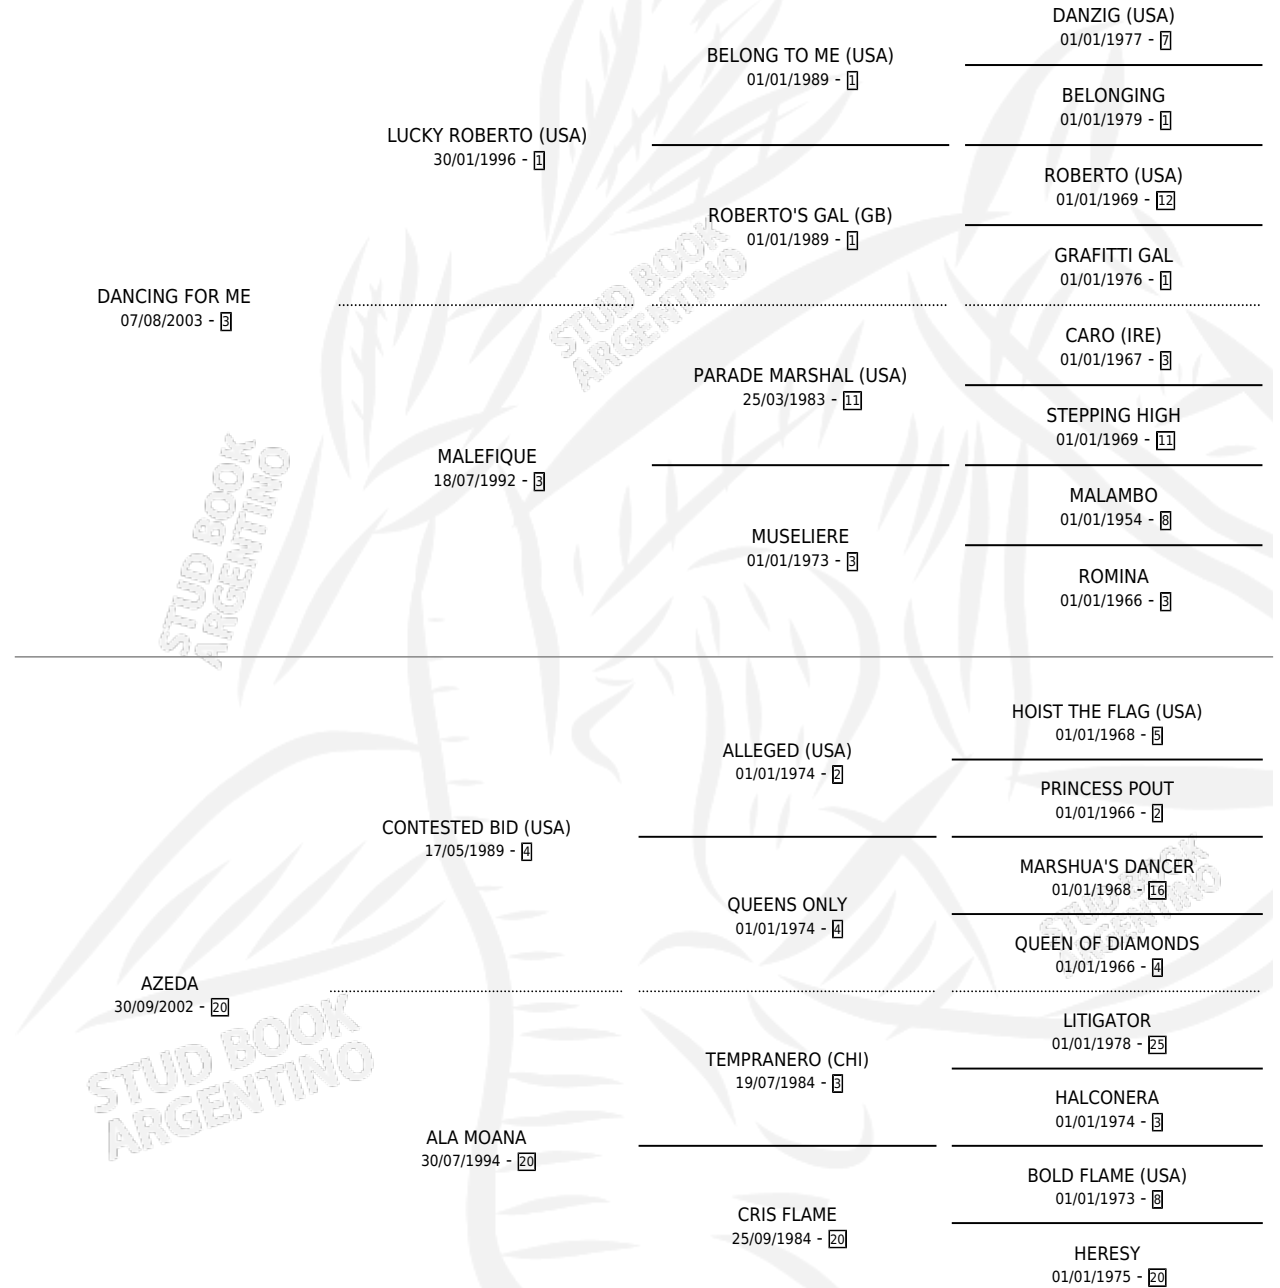 DANZIG (USA)
01/01/1977 - 7
BELONG TO ME (USA)
01/01/1989 - 1
BELONGING
01/01/1979 - 1
LUCKY ROBERTO (USA)
30/01/1996 - 1
ROBERTO (USA)
01/01/1969 - 12
ROBERTO'S GAL (GB)
01/01/1989 - 1
GRAFITTI GAL
01/01/1976 - 1
DANCING FOR ME
07/08/2003 - 3
CARO (IRE)
01/01/1967 - 3
PARADE MARSHAL (USA)
25/03/1983 - 11
STEPPING HIGH
01/01/1969 - 11
MALEFIQUE
18/07/1992 - 3
MALAMBO
01/01/1954 - 8
MUSELIERE
01/01/1973 - 3
ROMINA
01/01/1966 - 3
HOIST THE FLAG (USA)
01/01/1968 - 5
ALLEGED (USA)
01/01/1974 - 2
PRINCESS POUT
01/01/1966 - 2
CONTESTED BID (USA)
17/05/1989 - 4
MARSHUA'S DANCER
01/01/1968 - 16
QUEENS ONLY
01/01/1974 - 4
QUEEN OF DIAMONDS
01/01/1966 - 4
AZEDA
30/09/2002 - 20
LITIGATOR
01/01/1978 - 25
TEMPRANERO (CHI)
19/07/1984 - 3
HALCONERA
01/01/1974 - 3
ALA MOANA
30/07/1994 - 20
BOLD FLAME (USA)
01/01/1973 - 8
CRIS FLAME
25/09/1984 - 20
HERESY
01/01/1975 - 20
STUD BOOK
ARGENTINO
STUD BOOK
ARGENTINO
STUD BOOK
ARGENTINO
STUD BOOK
ARGENTINO